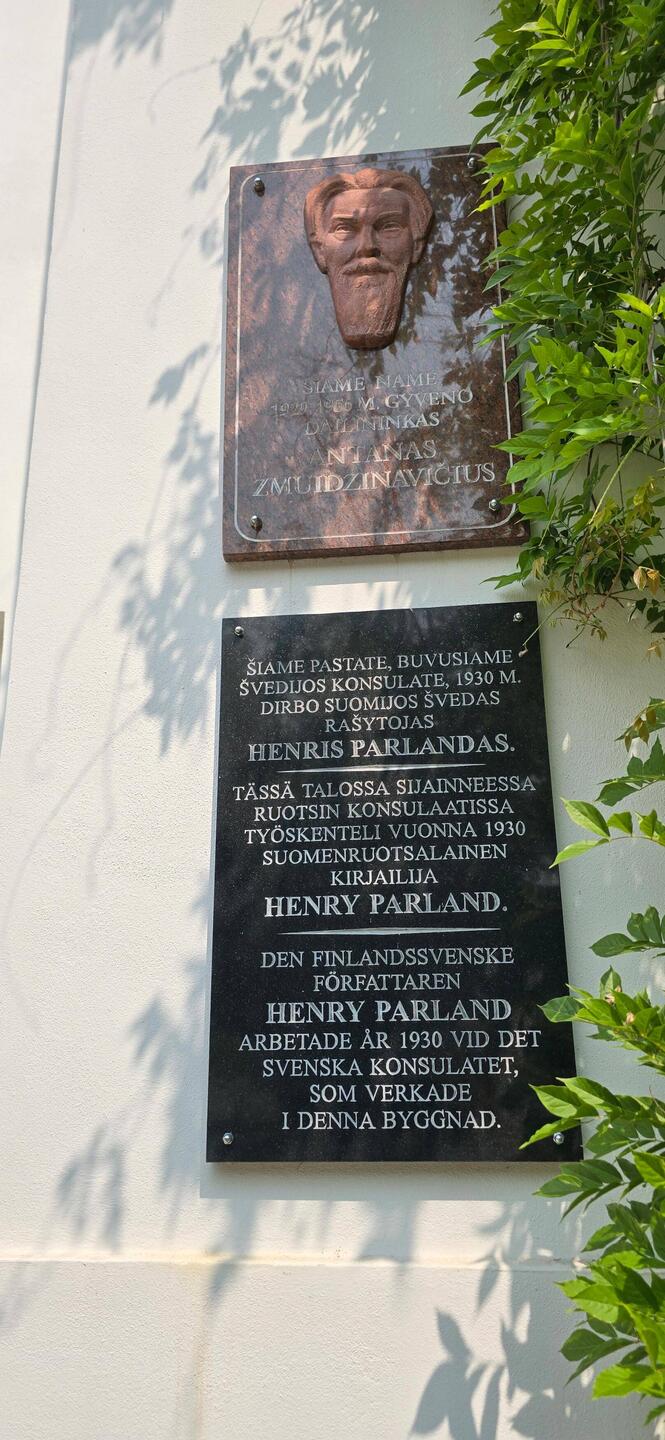 ŠIAME NAME
M. GYVENO
DAILININKAS
ANTANAS
ŽMUIDZINAVIČIUS
ŠIAME PASTATE, BUVUSIAME
ŠVEDIJOS KONSULATE, 1930 M.
DIRBO SUOMIJOS ŠVEDAS
RAŠYTOJAS
HENRIS PARLANDAS.
TÄSSÄ TALOSSA SIJAINNEESSA
RUOTSIN KONSULAATISSA
TYÖSKENTELI VUONNA 1930
SUOMENRUOTSALAINEN
KIRJAILIJA
HENRY PARLAND.
DEN FINLANDSSVENSKE
FÖRFATTAREN
HENRY PARLAND
ARBETADE ÅR 1930 VID DET
SVENSKA KONSULATET,
SOM VERKADE
I DENNA BYGGNAD.